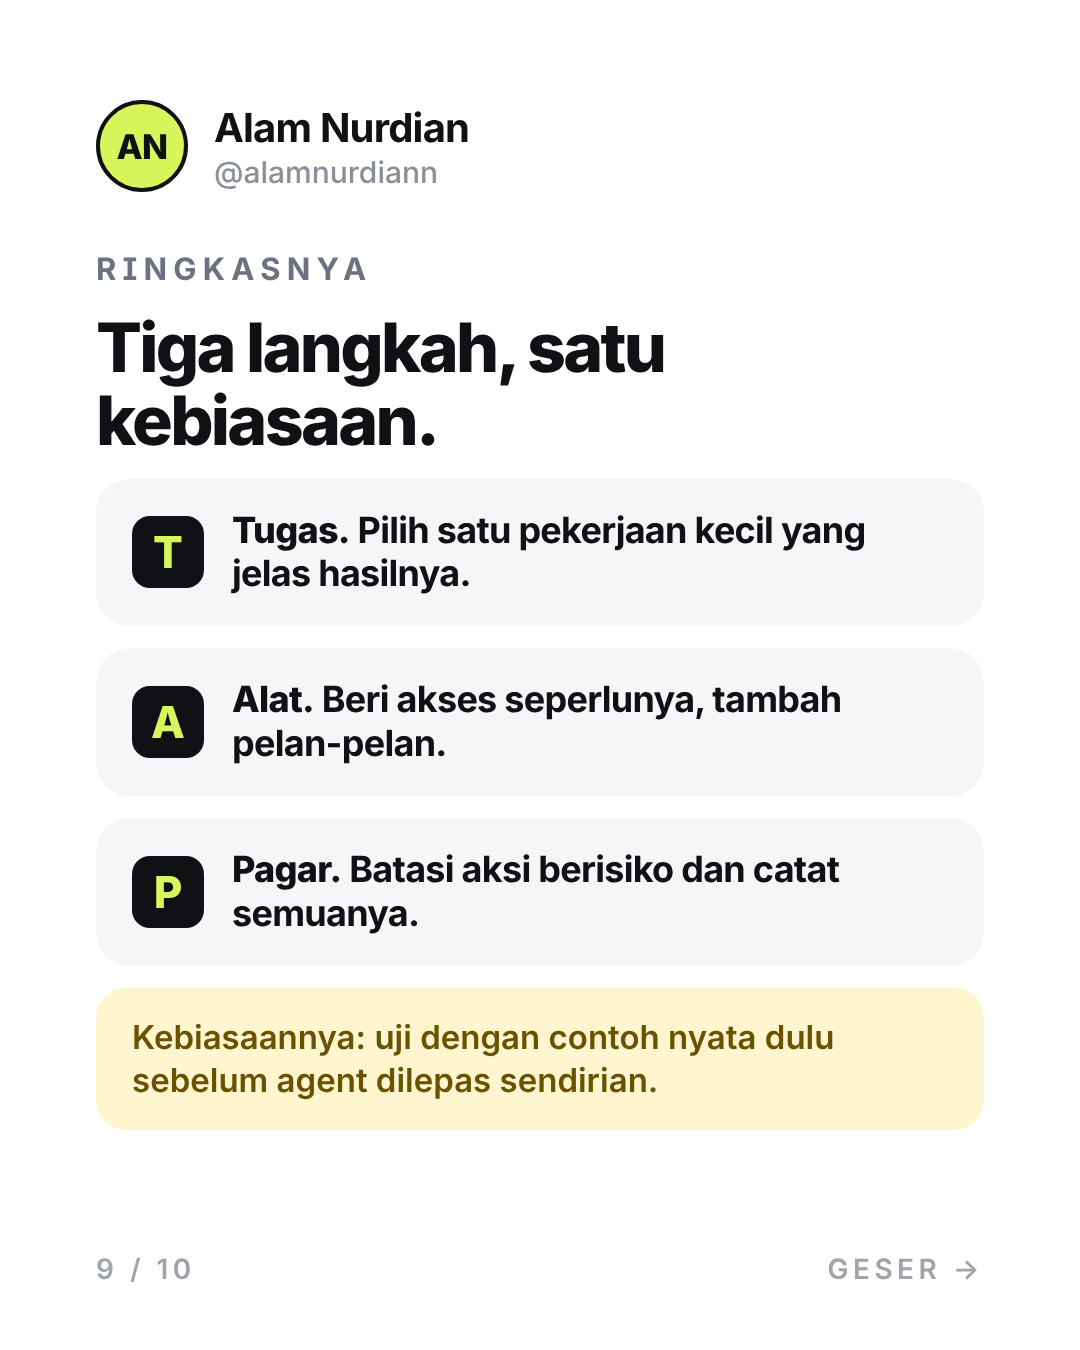 AN
Alam Nurdian
@alamnurdiann
RINGKASNYA
Tiga langkah, satu
kebiasaan.
T
Tugas. Pilih satu pekerjaan kecil yang
jelas hasilnya.
A
Alat. Beri akses seperlunya, tambah
pelan-pelan.
P
Pagar. Batasi aksi berisiko dan catat
semuanya.
Kebiasaannya: uji dengan contoh nyata dulu
sebelum agent dilepas sendirian.
9 / 10
GESER →